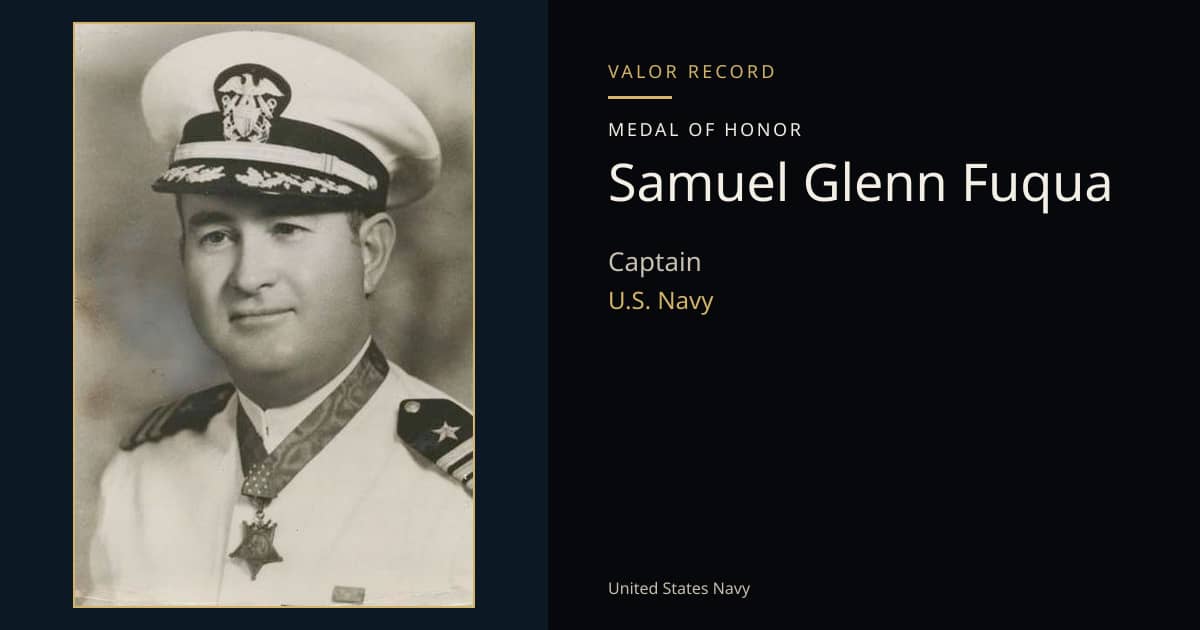 VALOR RECORD
MEDAL OF HONOR
Samuel Glenn Fuqua
Captain
U.S. Navy
United States Navy